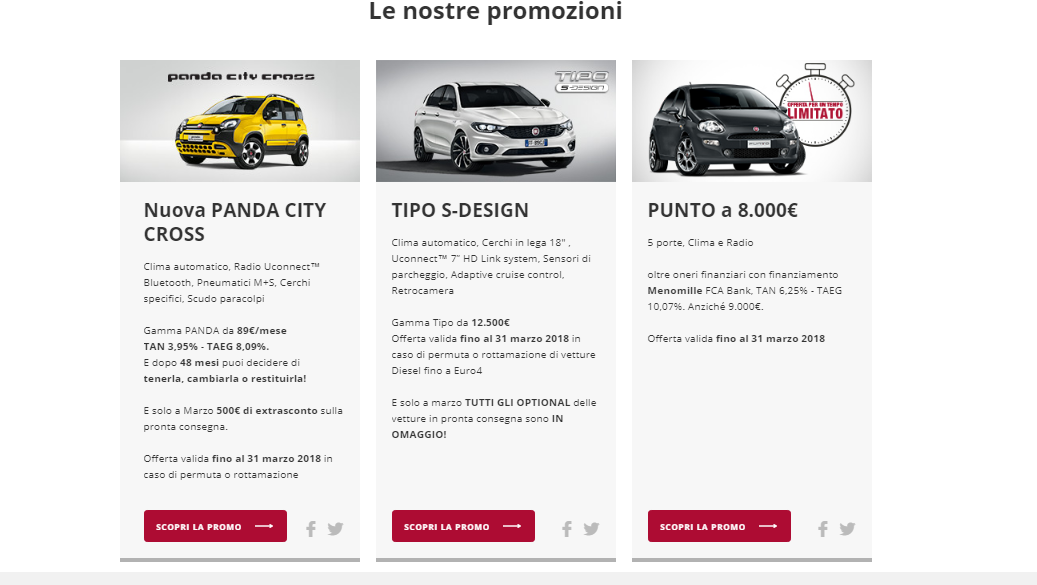 Le nostre promozioni
panda city cross
Nuova PANDA CITY
CROSS
Clima automatico, Radio Uconnect™
Bluetooth, Pneumatici M+S, Cerchi
specifici, Scudo paracolpi
Gamma PANDA da 89€/mese
TAN 3,95% - TAEG 8,09%.
E dopo 48 mesi puoi decidere di
tenerla, cambiarla o restituirla!
E solo a Marzo 500€ di extrasconto sulla
pronta consegna.
Offerta valida fino al 31 marzo 2018 in
caso di permuta o rottamazione
SCOPRI LA PROMO
TIPO
S-DESIGN
TIPO S-DESIGN
Clima automatico, Cerchi in lega 18" ,
Uconnect™ 7” HD Link system, Sensori di
parcheggio, Adaptive cruise control,
Retrocamera
Gamma Tipo da 12.500€
Offerta valida fino al 31 marzo 2018 in
caso di permuta o rottamazione di vetture
Diesel fino a Euro4
E solo a marzo TUTTI GLI OPTIONAL delle
vetture in pronta consegna sono IN
OMAGGIO!
SCOPRI LA PROMO
OFFERTA PER UN TEMPO
LIMITATO
PUNTO a 8.000€
5 porte, Clima e Radio
oltre oneri finanziari con finanziamento
Menomille FCA Bank, TAN 6,25% - TAEG
10,07%. Anziché 9.000€.
Offerta valida fino al 31 marzo 2018
SCOPRI LA PROMO